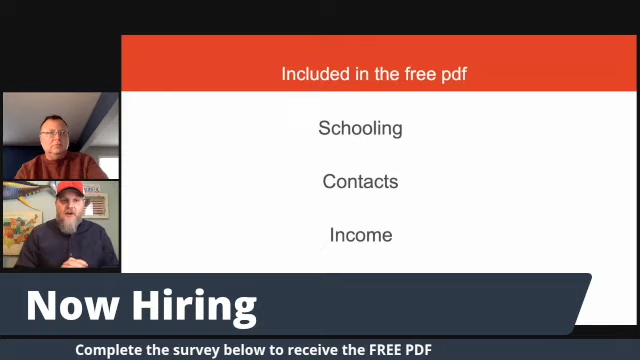 Included in the free pdf
Schooling
Contacts
Income
Now Hiring
Complete the survey below to receive the FREE PDF